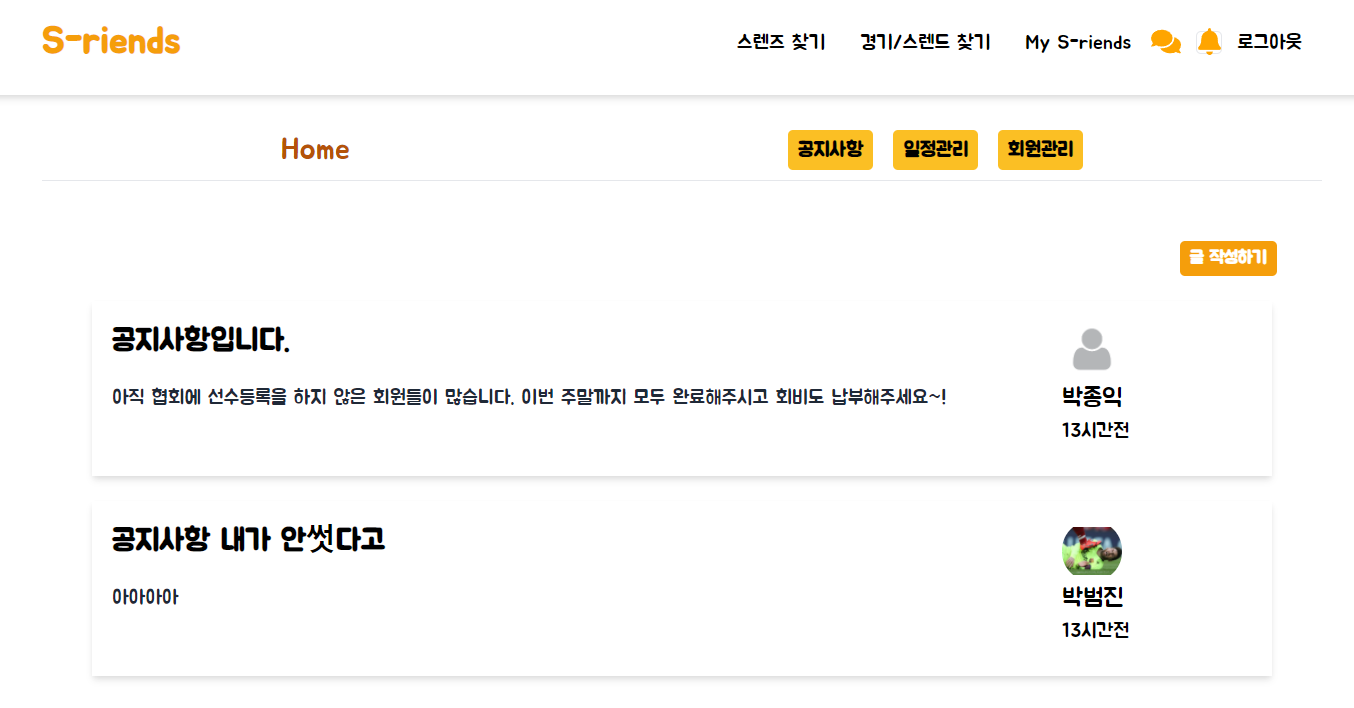 S-riends
스렌즈 찾기 경기/스렌드 찾기 My S-riends 로그아웃
Home 공지사항 일정관리 회원관리
글 작성하기
공지사항입니다.
아직 협회에 선수등록을 하지 않은 회원들이 많습니다. 이번 주말까지 모두 완료해주시고 회비도 납부해주세요~!
박종익
13시간전
공지사항 내가 안썻다고
아아아아
박범진
13시간전